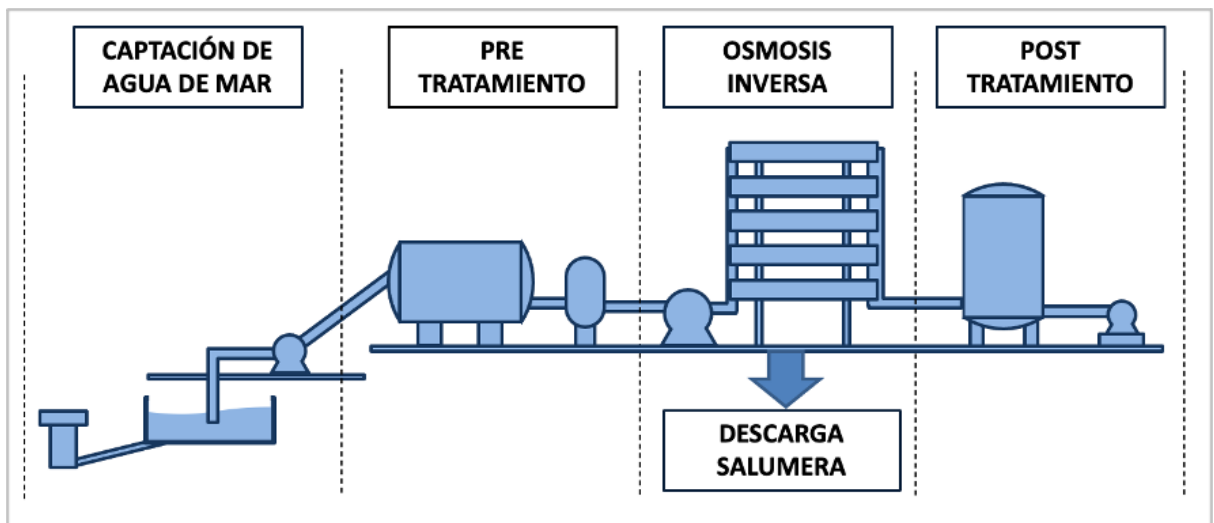 CAPTACIÓN DE
AGUA DE MAR
PRE
TRATAMIENTO
OSMOSIS
INVERSA
POST
TRATAMIENTO
DESCARGA
SALUMERA